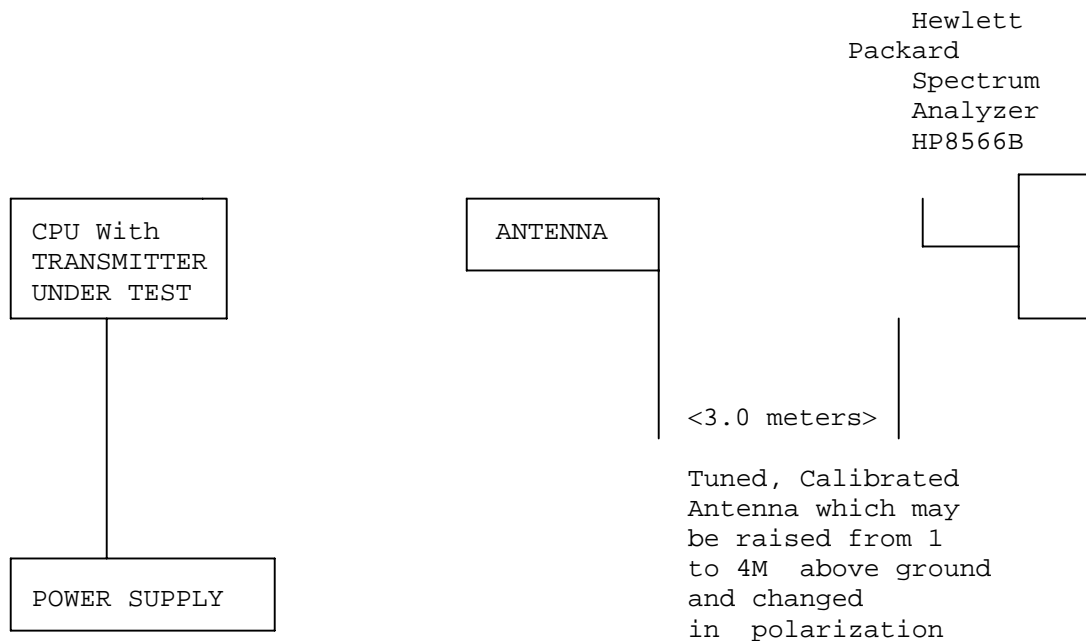 Hewlett
Packard
Spectrum
Analyzer
HP8566B
CPU With
TRANSMITTER
UNDER TEST
ANTENNA
<3.0 meters>
Tuned, Calibrated
Antenna which may
be raised from 1
to 4M above ground
and changed
in polarization
POWER SUPPLY